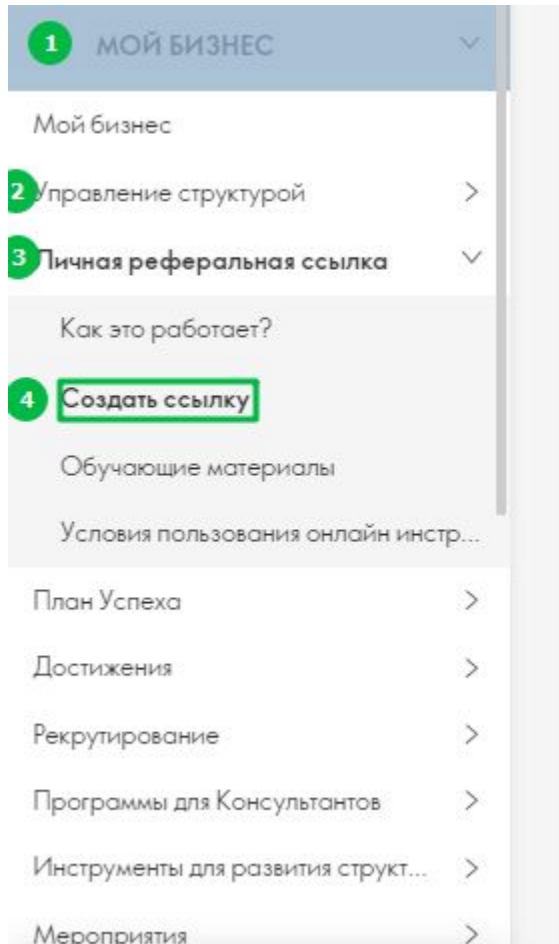 1 МОЙ БИЗНЕС
Мой бизнес
2 Управление структурой
3 Личная реферальная ссылка
Как это работает?
4 Создать ссылку
Обучающие материалы
Условия пользования онлайн инстр...
План Успеха
Достижения
Рекрутирование
Программы для Консультантов
Инструменты для развития структ...
Мероприятия